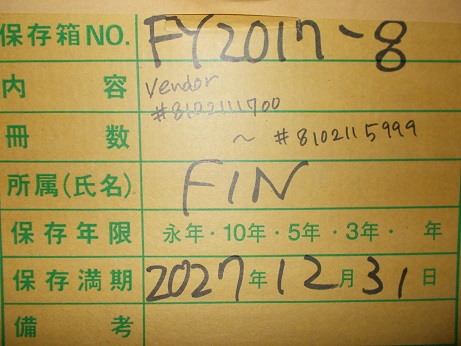 保存箱NO. FY2017-8
内容 Vendor
#8102111700
冊数 ~ #8102115999
所属(氏名) FIN
保存年限 永年・10年・5年・3年・ 年
保存満期 2027年12月31日
備考